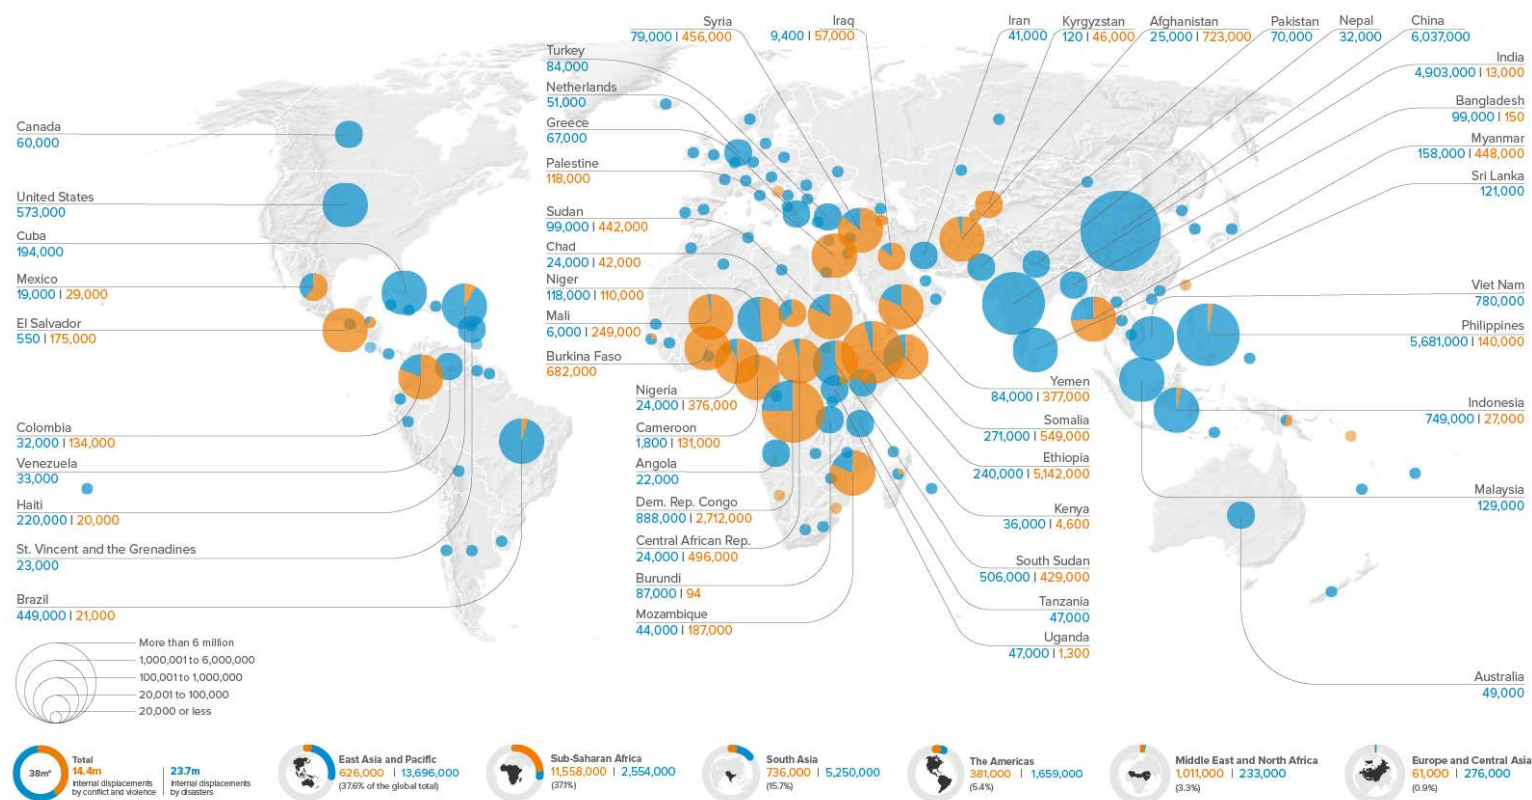 Syria
79,000 | 456,000
Iraq
9,400 | 57,000
Iran
41,000
Kyrgyzstan
120 | 46,000
Afghanistan
25,000 | 723,000
Pakistan
70,000
Nepal
32,000
China
6,037,000
India
4,903,000 | 13,000
Bangladesh
99,000 | 150
Myanmar
158,000 | 448,000
Sri Lanka
121,000
Viet Nam
780,000
Philippines
5,681,000 | 140,000
Indonesia
749,000 | 27,000
Malaysia
129,000
Australia
49,000
Turkey
84,000
Netherlands
51,000
Greece
67,000
Palestine
118,000
Sudan
99,000 | 442,000
Chad
24,000 | 42,000
Niger
118,000 | 110,000
Mali
6,000 | 249,000
Burkina Faso
682,000
Nigeria
24,000 | 376,000
Cameroon
1,800 | 131,000
Angola
22,000
Dem. Rep. Congo
888,000 | 2,712,000
Central African Rep.
24,000 | 496,000
Burundi
87,000 | 94
Mozambique
44,000 | 187,000
Yemen
84,000 | 377,000
Somalia
271,000 | 549,000
Ethiopia
240,000 | 5,142,000
Kenya
36,000 | 4,600
South Sudan
506,000 | 429,000
Tanzania
47,000
Uganda
47,000 | 1,300
Canada
60,000
United States
573,000
Cuba
194,000
Mexico
19,000 | 29,000
El Salvador
550 | 175,000
Colombia
32,000 | 134,000
Venezuela
33,000
Haiti
220,000 | 20,000
St. Vincent and the Grenadines
23,000
Brazil
449,000 | 21,000
More than 6 million
1,000,001 to 6,000,000
100,001 to 1,000,000
20,001 to 100,000
20,000 or less
38m*
Total
14.4m
Internal displacements
by conflict and violence
23.7m
Internal displacements
by disasters
East Asia and Pacific
626,000 | 13,696,000
(37.6% of the global total)
Sub-Saharan Africa
11,558,000 | 2,554,000
(37.1%)
South Asia
736,000 | 5,250,000
(15.7%)
The Americas
381,000 | 1,659,000
(5.4%)
Middle East and North Africa
1,011,000 | 233,000
(3.3%)
Europe and Central Asia
61,000 | 276,000
(0.9%)